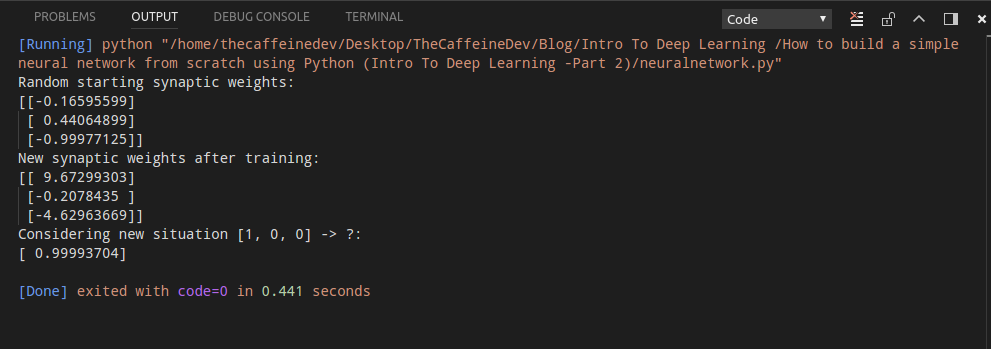 PROBLEMS OUTPUT DEBUG CONSOLE TERMINAL Code
[Running] python "/home/thecaffeinedev/Desktop/TheCaffeineDev/Blog/Intro To Deep Learning /How to build a simple
neural network from scratch using Python (Intro To Deep Learning -Part 2)/neuralnetwork.py"
Random starting synaptic weights:
[[-0.16595599]
 [ 0.44064899]
 [-0.99977125]]
New synaptic weights after training:
[[ 9.67299303]
 [-0.2078435 ]
 [-4.62963669]]
Considering new situation [1, 0, 0] -> ?:
[ 0.99993704]
[Done] exited with code=0 in 0.441 seconds